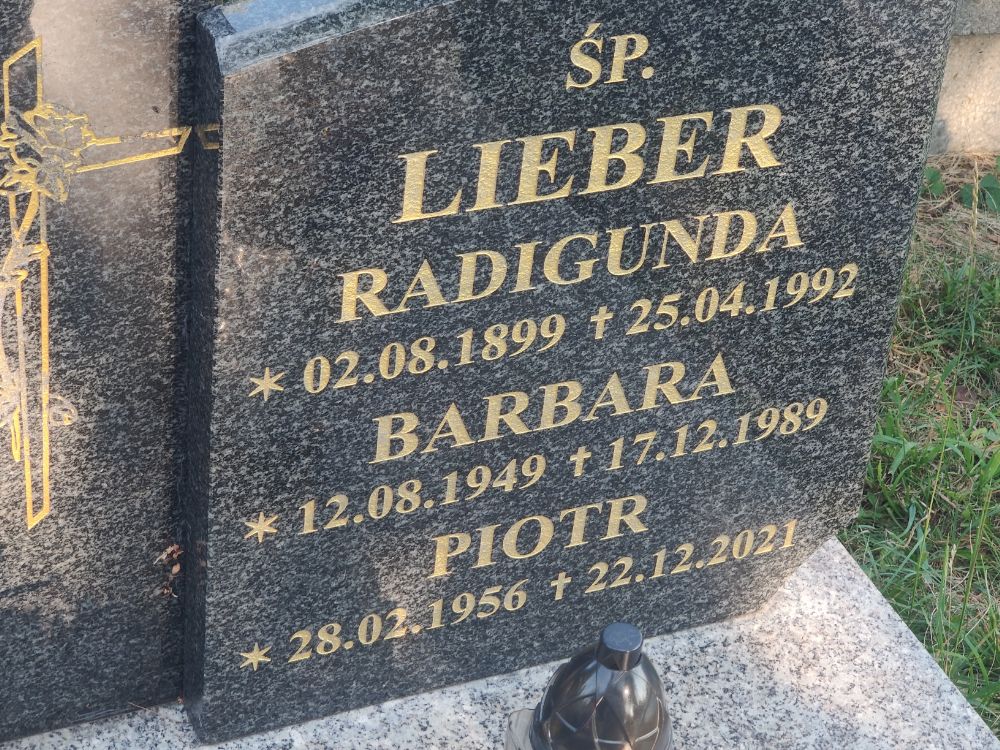 ŚP.
LIEBER
RADIGUNDA
* 02.08.1899 † 25.04.1992
BARBARA
* 12.08.1949 † 17.12.1989
PIOTR
* 28.02.1956 † 22.12.2021